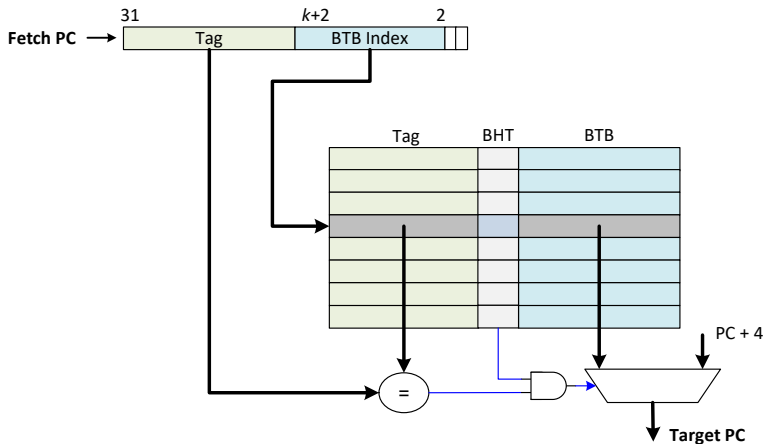 31 k+2 2
Fetch PC Tag BTB Index
Tag BHT BTB
PC + 4
=
Target PC